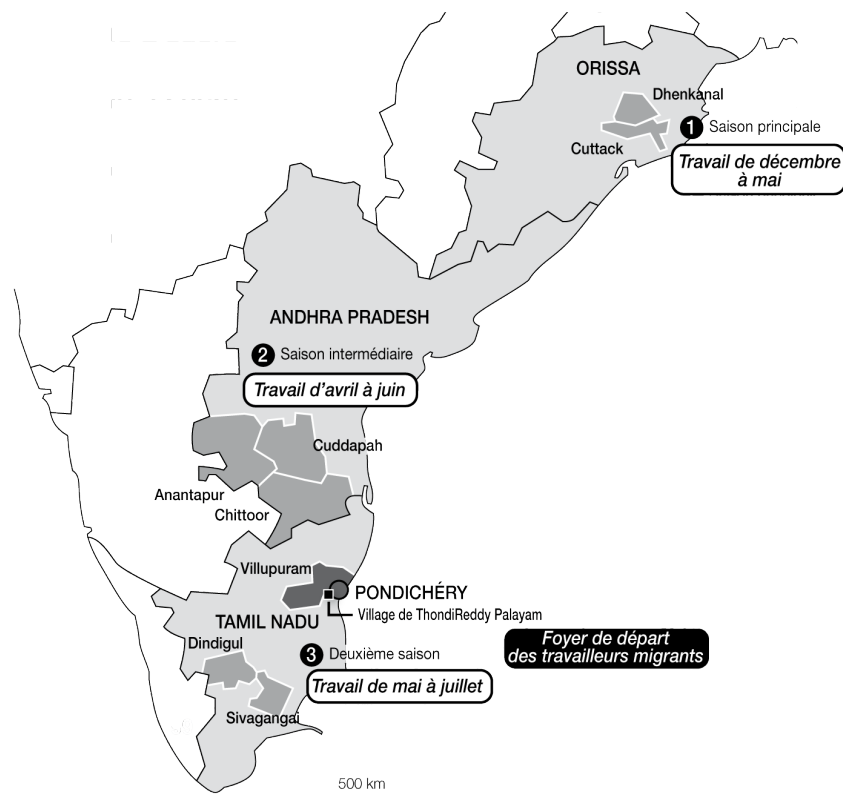 ORISSA
Dhenkanal
Cuttack
1 Saison principale
Travail de décembre
à mai
ANDHRA PRADESH
2 Saison intermédiaire
Travail d'avril à juin
Cuddapah
Anantapur
Chittoor
Villupuram
PONDICHÉRY
Village de ThondiReddy Palayam
TAMIL NADU
Foyer de départ
des travailleurs migrants
Dindigul
3 Deuxième saison
Travail de mai à juillet
Sivagangai
500 km